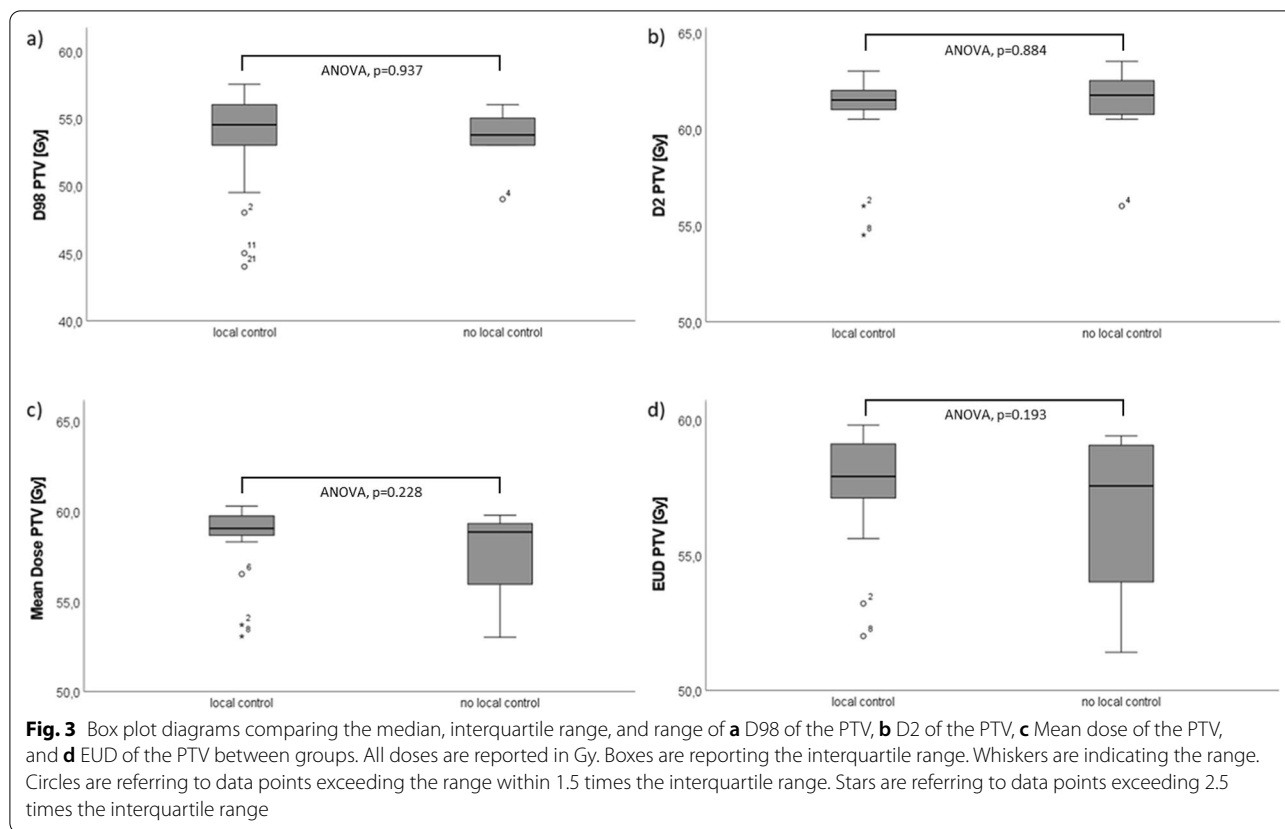 a)
60,0
ANOVA, p=0.937
55,0
50,0
45,0
40,0
D98 PTV [Gy]
2
11
21
4
local control
no local control
b)
65,0
ANOVA, p=0.884
60,0
55,0
50,0
D2 PTV [Gy]
2
8
4
local control
no local control
c)
65,0
ANOVA, p=0.228
60,0
55,0
50,0
Mean Dose PTV [Gy]
6
2
8
local control
no local control
d)
60,0
ANOVA, p=0.193
55,0
50,0
EUD PTV [Gy]
2
8
local control
no local control
Fig. 3 Box plot diagrams comparing the median, interquartile range, and range of a D98 of the PTV, b D2 of the PTV, c Mean dose of the PTV,
and d EUD of the PTV between groups. All doses are reported in Gy. Boxes are reporting the interquartile range. Whiskers are indicating the range.
Circles are referring to data points exceeding the range within 1.5 times the interquartile range. Stars are referring to data points exceeding 2.5
times the interquartile range